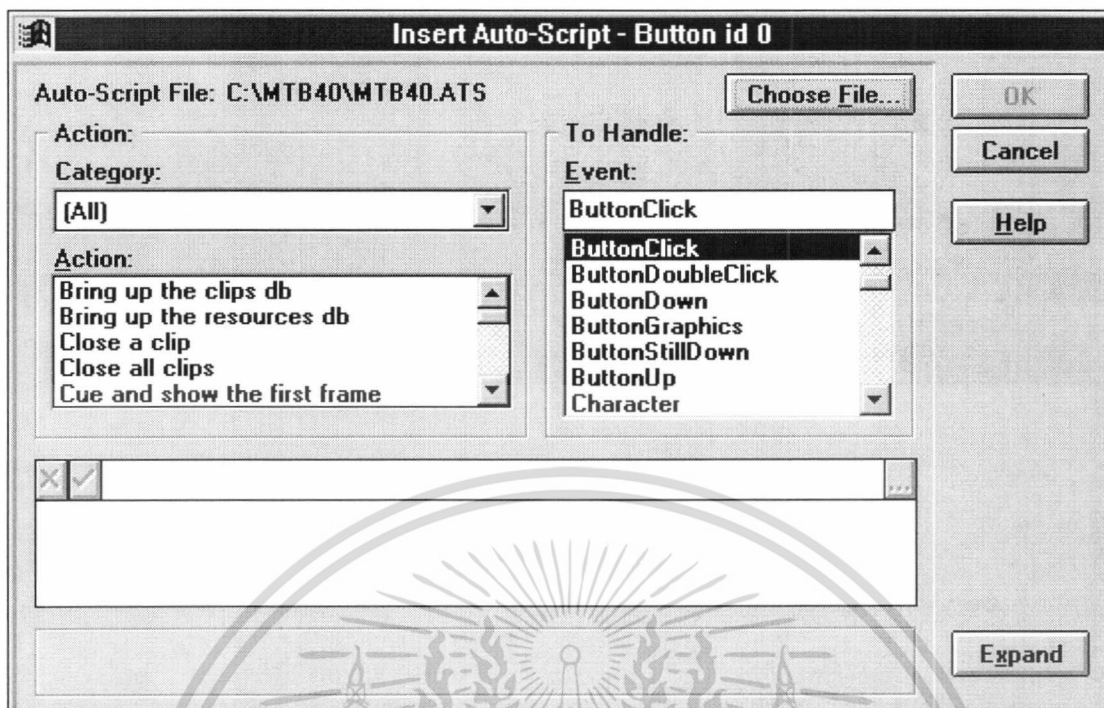 Insert Auto-Script - Button id 0
Auto-Script File: C:\MTB40\MTB40.ATS
Choose File...
OK
Cancel
Help
Action:
Category:
(All)
Action:
Bring up the clips db
Bring up the resources db
Close a clip
Close all clips
Cue and show the first frame
To Handle:
Event:
ButtonClick
ButtonClick
ButtonDoubleClick
ButtonDown
ButtonGraphics
ButtonStillDown
ButtonUp
Character
...
Expand